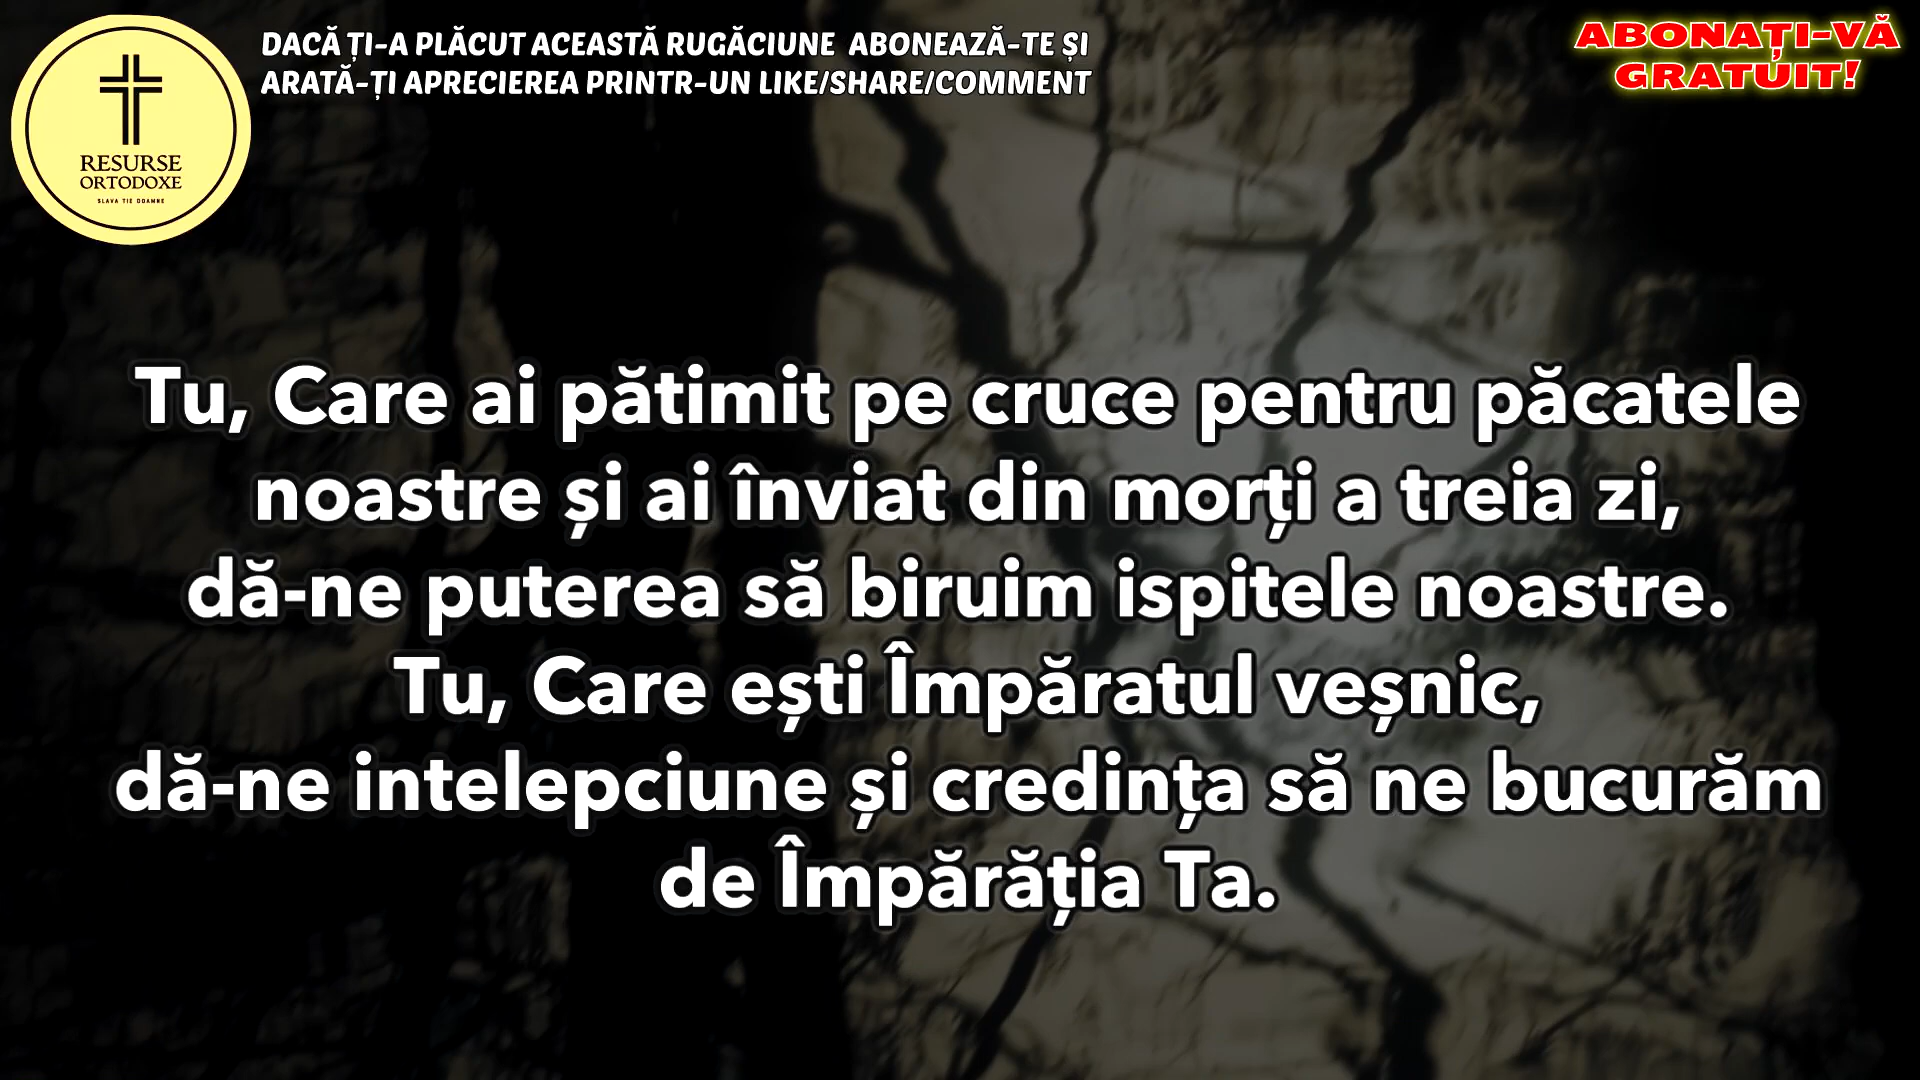 DACĂ ȚI-A PLĂCUT ACEASTĂ RUGĂCIUNE ABONEAZĂ-TE ȘI
ARATĂ-ȚI APRECIEREA PRINTR-UN LIKE/SHARE/COMMENT
ABONAȚI-VĂ
GRATUIT!
RESURSE
ORTODOXE
SLAVA TIE DOAMNE
Tu, Care ai pătimit pe cruce pentru păcatele
noastre și ai înviat din morți a treia zi,
dă-ne puterea să biruim ispitele noastre.
Tu, Care ești Împăratul veșnic,
dă-ne intelepciune și credința să ne bucurăm
de Împărăția Ta.